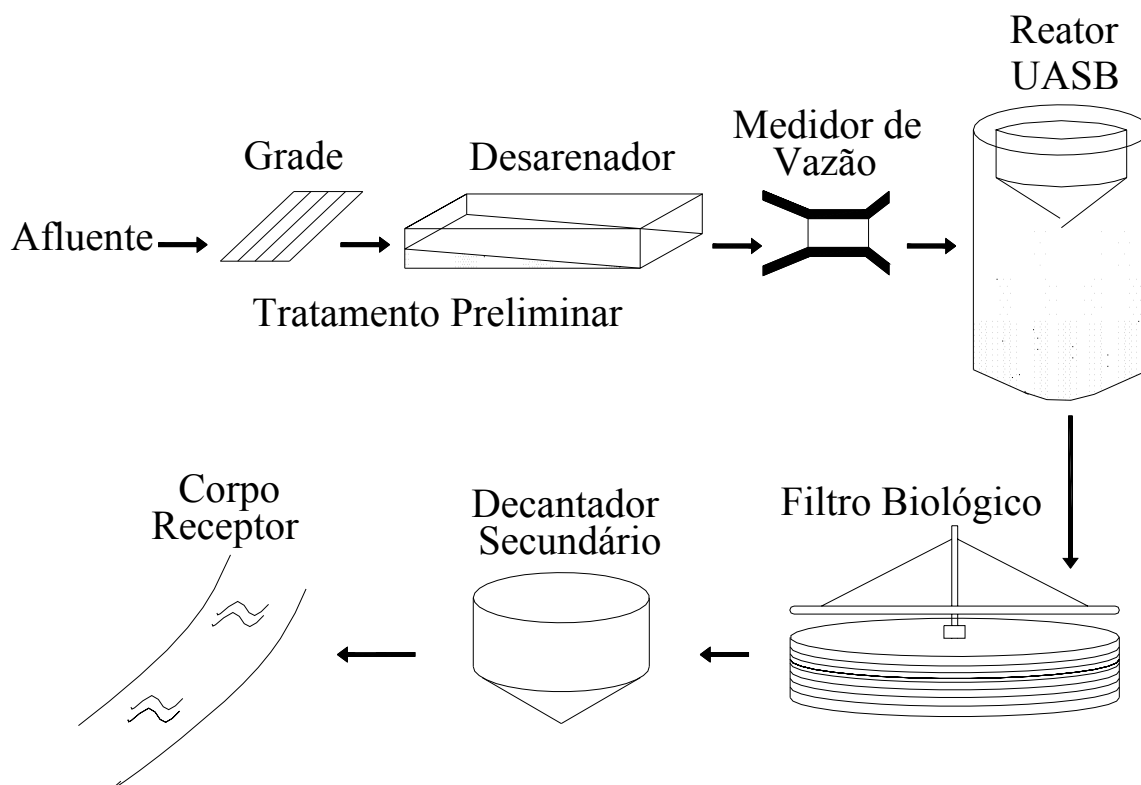 Reator
UASB
Medidor de
Vazão
Grade
Desarenador
Afluente
Tratamento Preliminar
Corpo
Receptor
Decantador
Secundário
Filtro Biológico